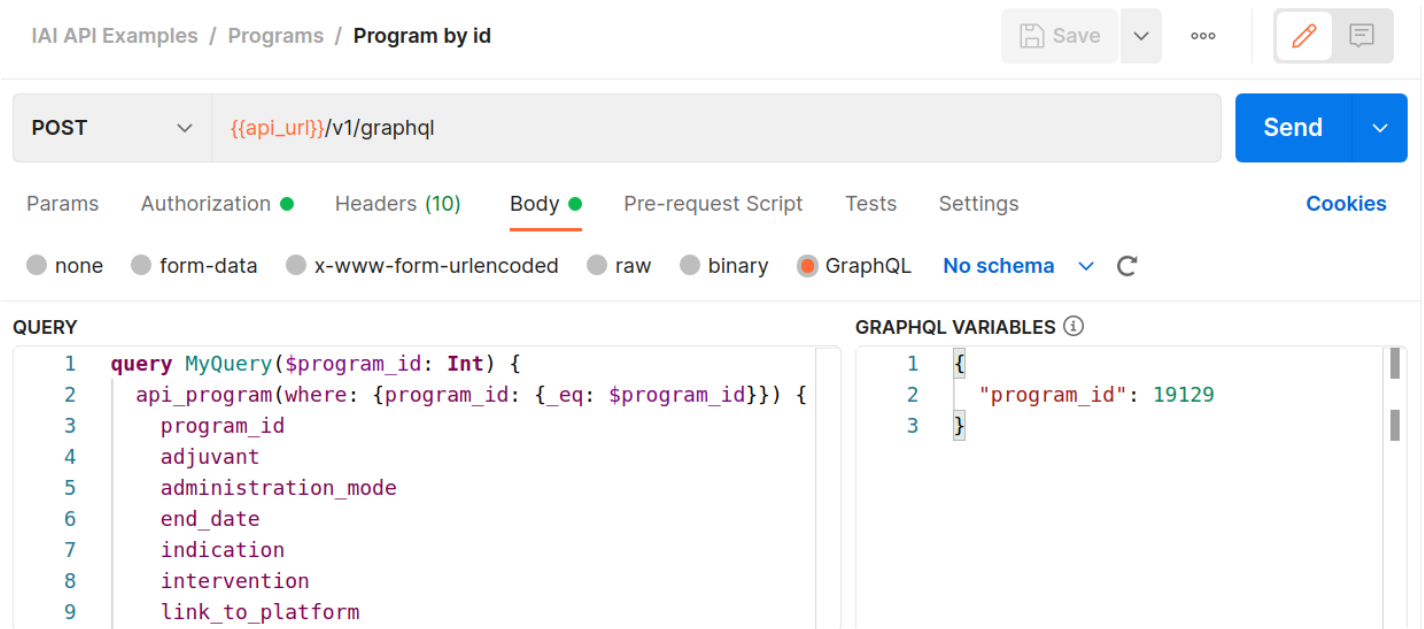 IAI API Examples / Programs / Program by id
Save
POST
{{api_url}}/v1/graphql
Send
Params Authorization Headers (10) Body Pre-request Script Tests Settings Cookies
none form-data x-www-form-urlencoded raw binary GraphQL No schema
QUERY
1 query MyQuery($program_id: Int) {
2 api_program(where: {program_id: {_eq: $program_id}}) {
3 program_id
4 adjuvant
5 administration_mode
6 end_date
7 indication
8 intervention
9 link_to_platform
GRAPHQL VARIABLES
1 {
2 "program_id": 19129
3 }